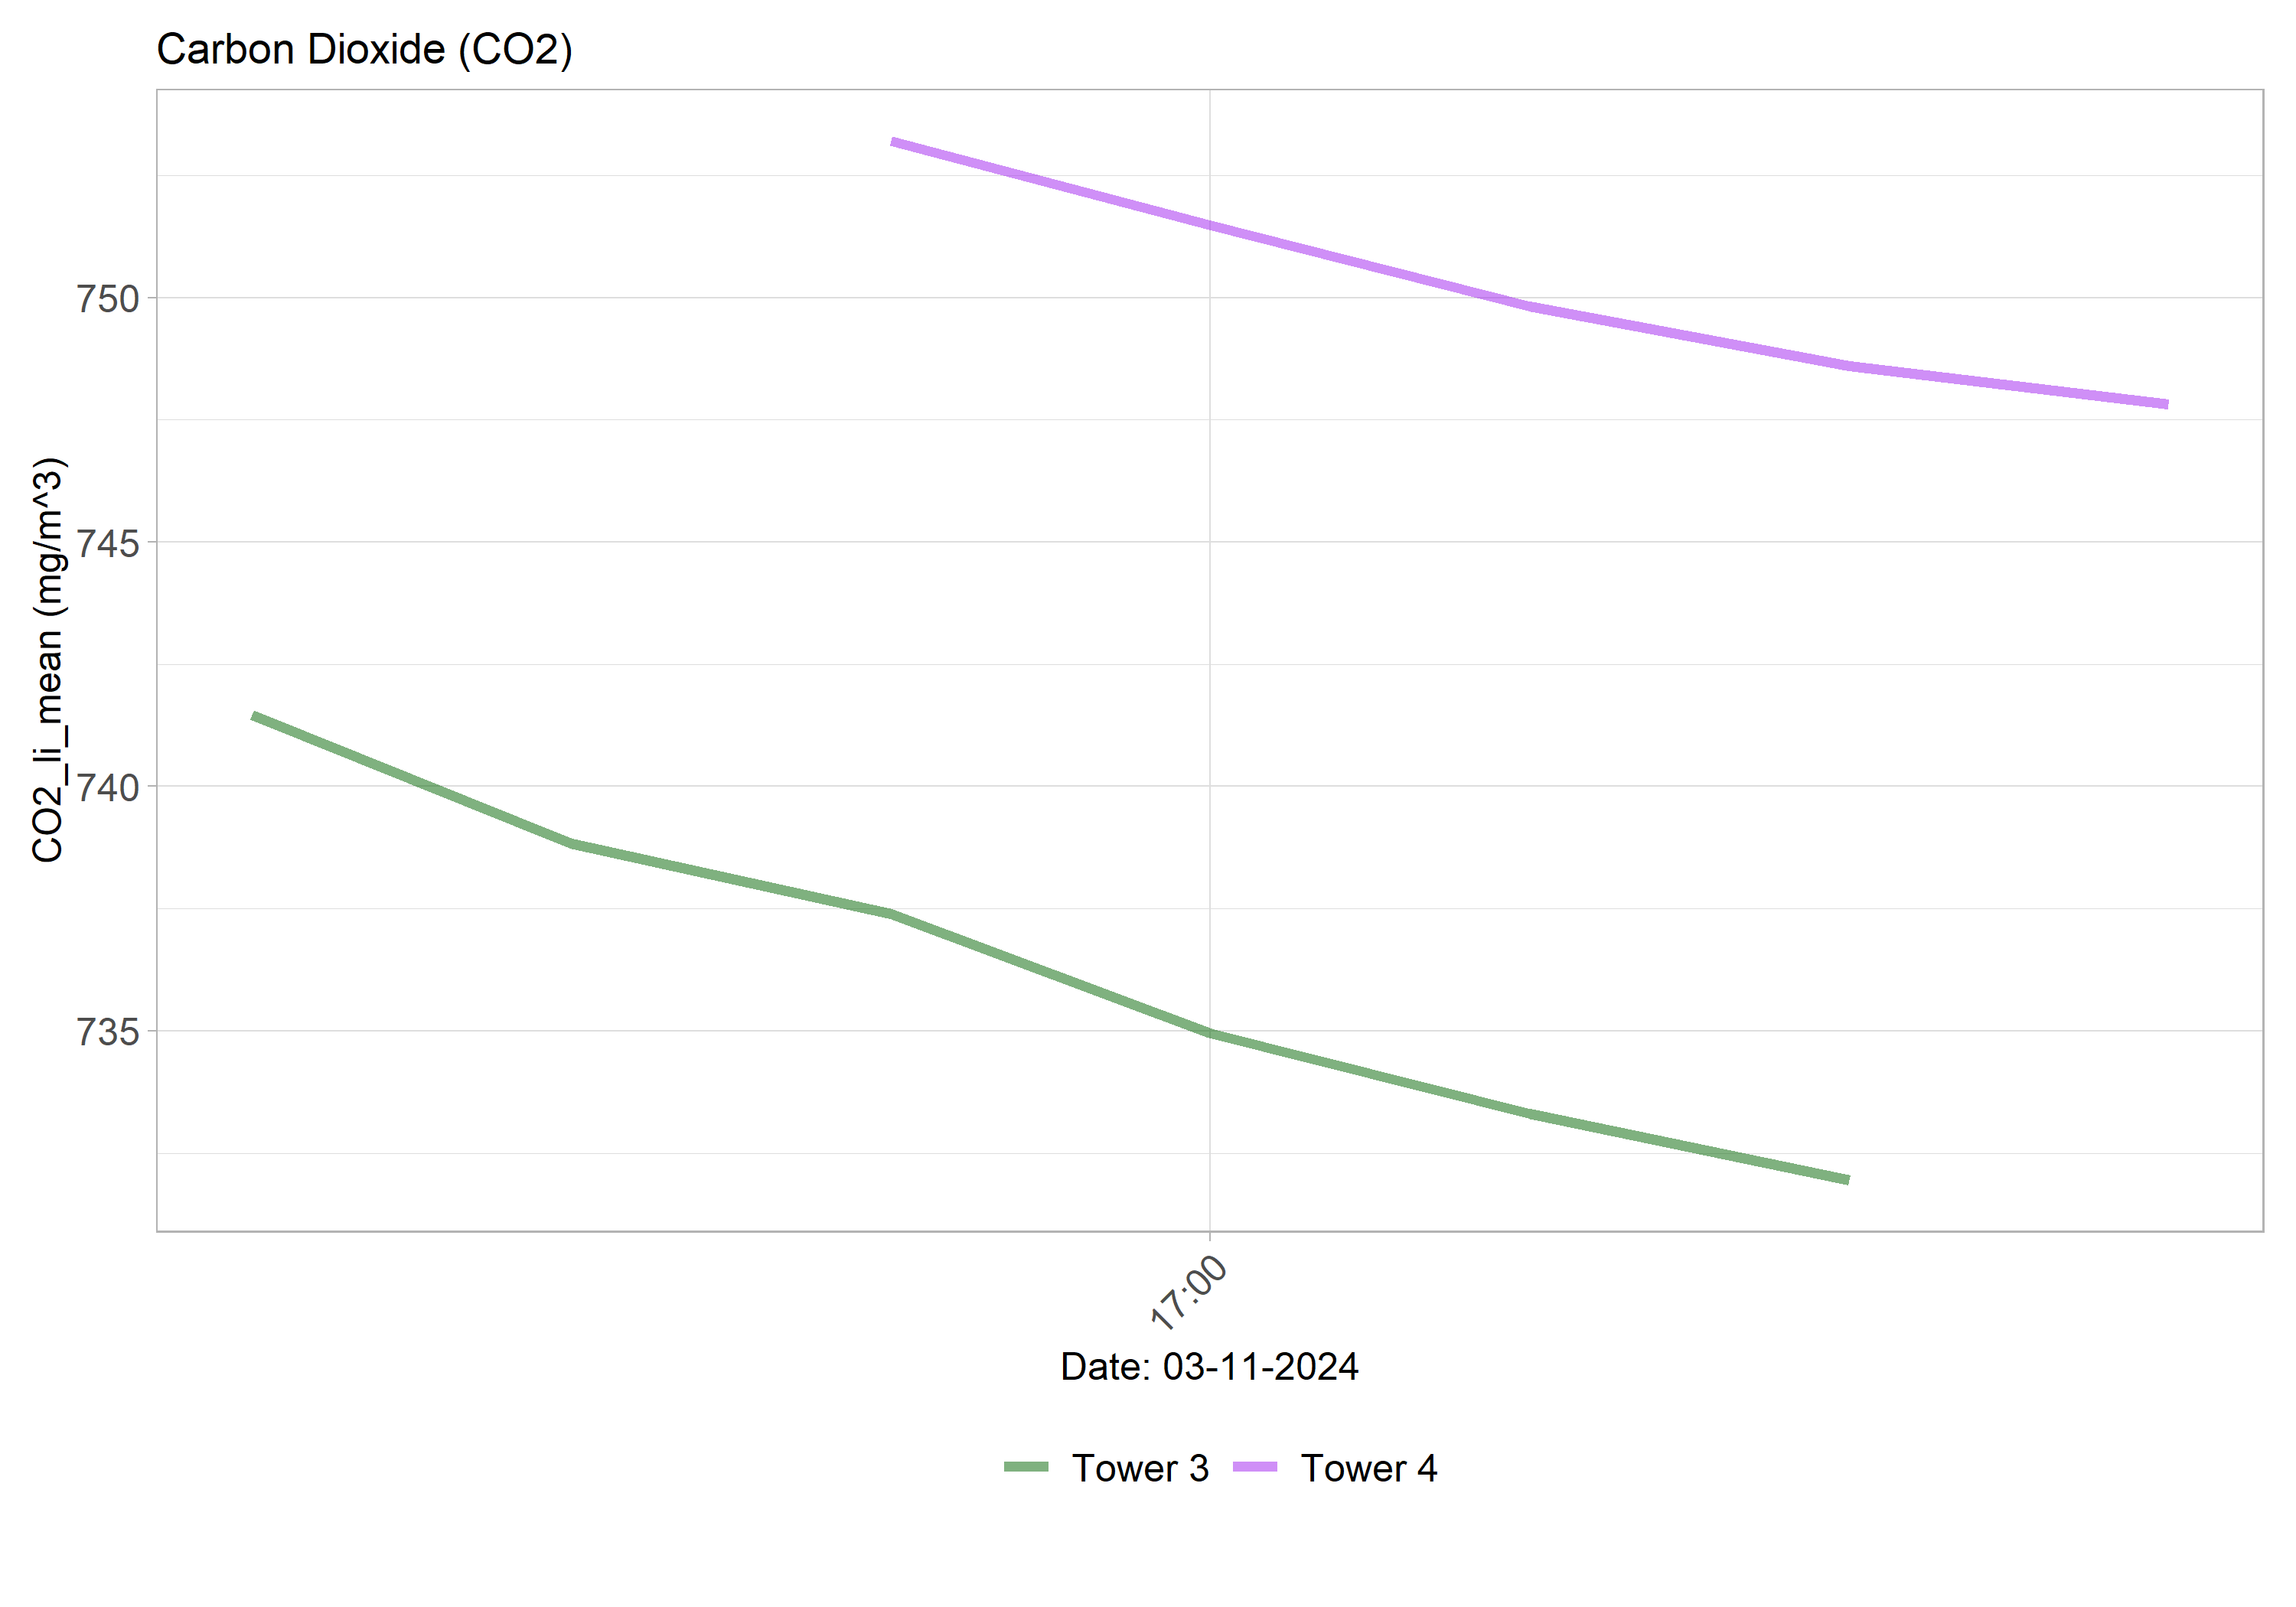 Carbon Dioxide (CO2)
CO2_li_mean (mg/m^3)
750
745
740
735
17:00
Date: 03-11-2024
Tower 3
Tower 4